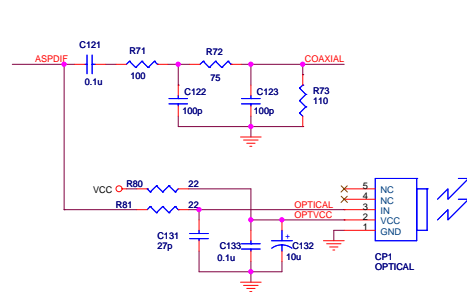 C121
ASPDIF
0.1u
R71
100
R72
75
COAXIAL
C122
100p
C123
100p
R73
110
VCC
R80
22
R81
22
OPTICAL
OPTVCC
C131
27p
C133
0.1u
+
C132
10u
5
NC
4
NC
3
IN
2
VCC
1
GND
CP1
OPTICAL